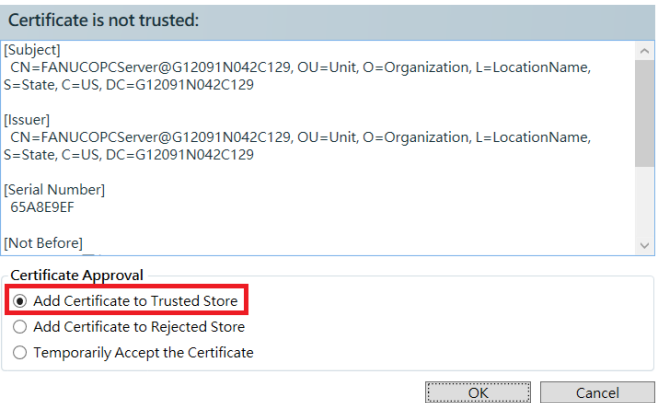 Certificate is not trusted:
[Subject]
CN=FANUCOPCServer@G12091N042C129, OU=Unit, O=Organization, L=LocationName,
S=State, C=US, DC=G12091N042C129
[Issuer]
CN=FANUCOPCServer@G12091N042C129, OU=Unit, O=Organization, L=LocationName,
S=State, C=US, DC=G12091N042C129
[Serial Number]
65A8E9EF
[Not Before]
Certificate Approval
Add Certificate to Trusted Store
Add Certificate to Rejected Store
Temporarily Accept the Certificate
OK Cancel